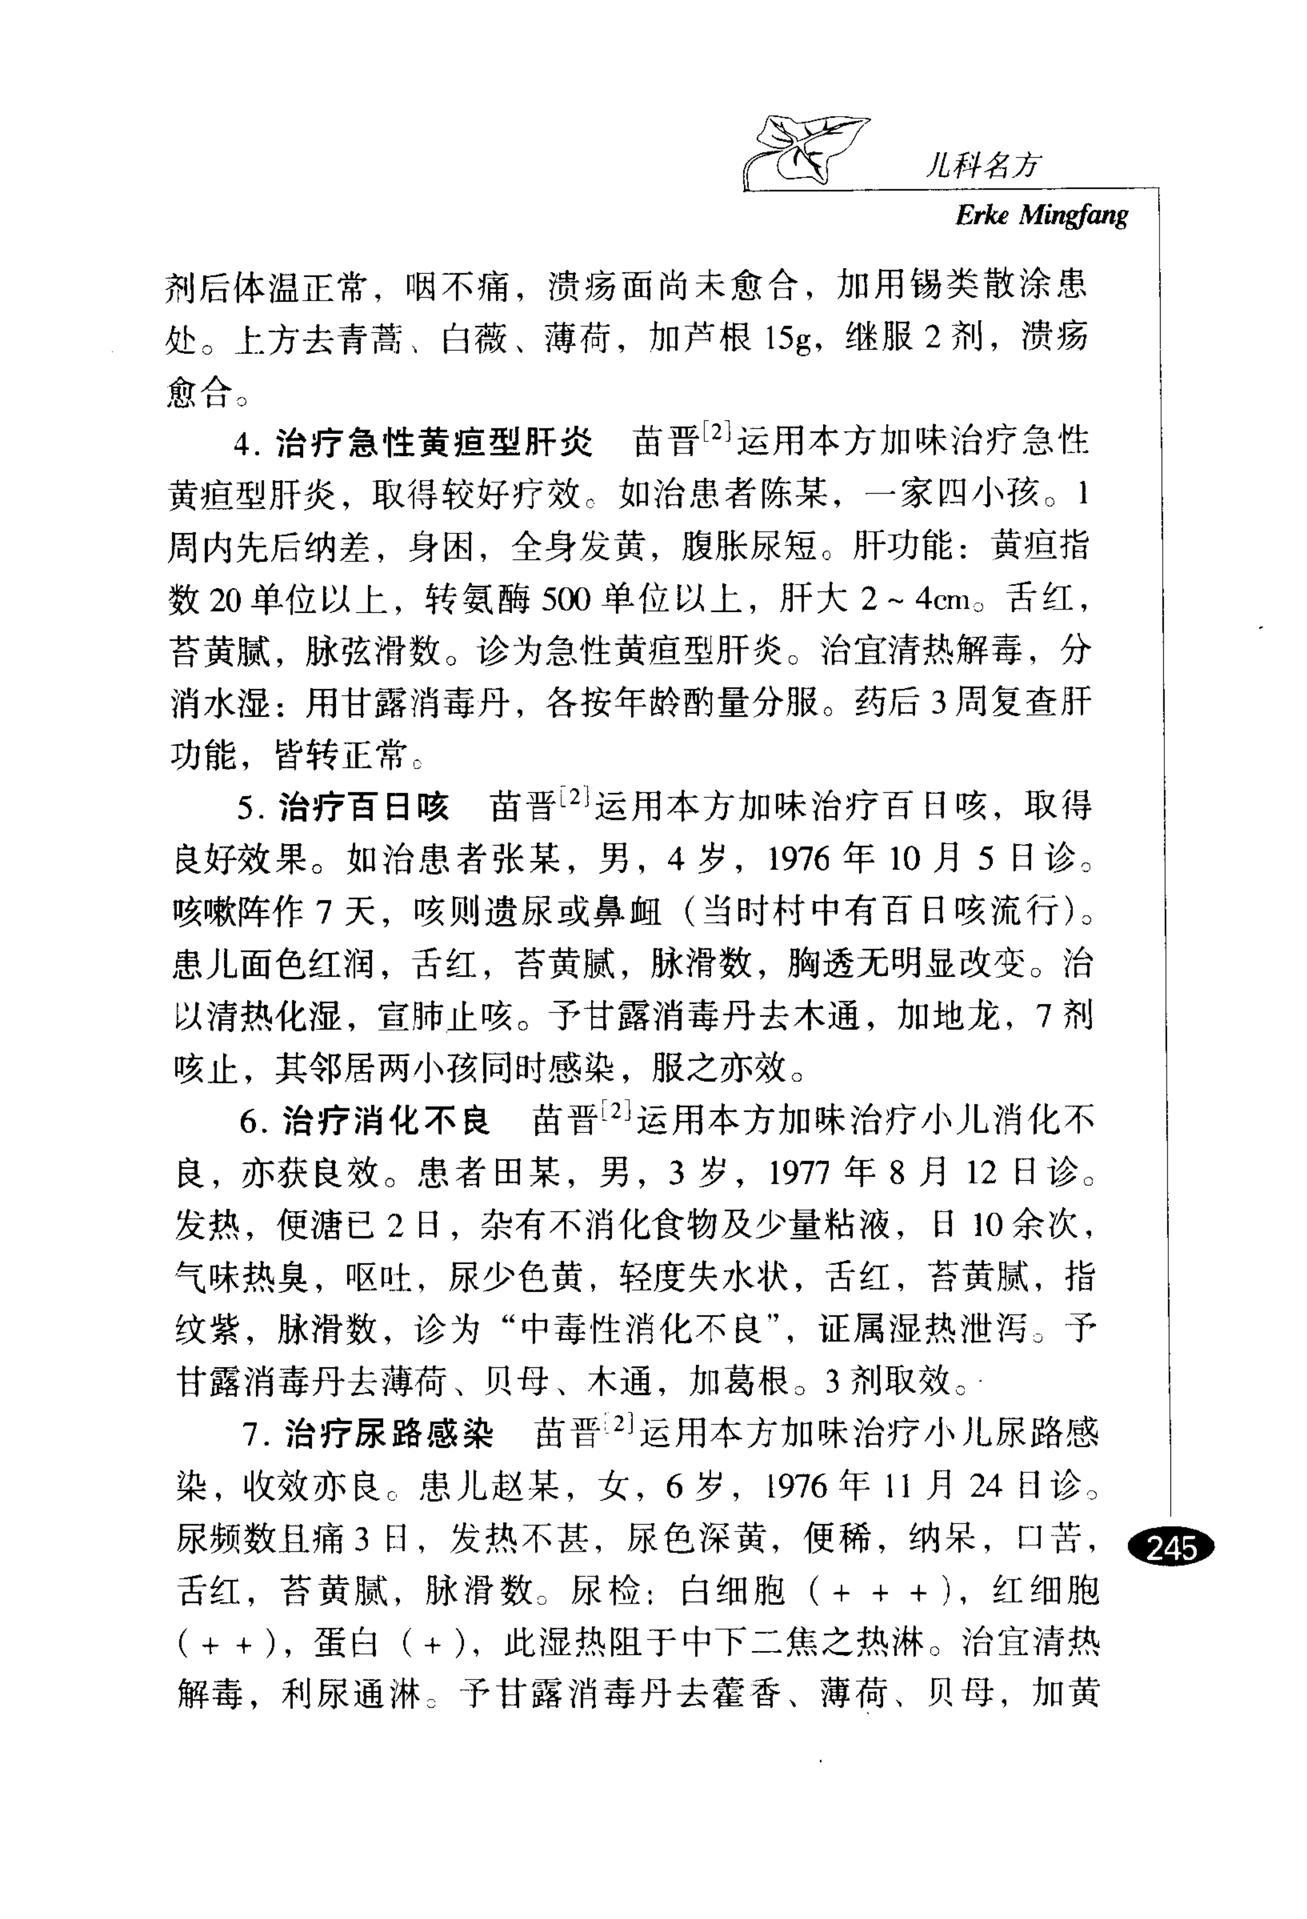 儿科名方
Erke Mingfang
剂后体温正常，咽不痛，溃疡面尚未愈合，加用锡类散涂患
处。上方去青蒿、白薇、薄荷，加芦根 15g，继服 2 剂，溃疡
愈合。
4. 治疗急性黄疸型肝炎　苗晋[2]运用本方加味治疗急性
黄疸型肝炎，取得较好疗效。如治患者陈某，一家四小孩。1
周内先后纳差，身困，全身发黄，腹胀尿短。肝功能：黄疸指
数 20 单位以上，转氨酶 500 单位以上，肝大 2～4cm。舌红，
苔黄腻，脉弦滑数。诊为急性黄疸型肝炎。治宜清热解毒，分
消水湿：用甘露消毒丹，各按年龄酌量分服。药后 3 周复查肝
功能，皆转正常。
5. 治疗百日咳　苗晋[2]运用本方加味治疗百日咳，取得
良好效果。如治患者张某，男，4 岁，1976 年 10 月 5 日诊。
咳嗽阵作 7 天，咳则遗尿或鼻衄（当时村中有百日咳流行）。
患儿面色红润，舌红，苔黄腻，脉滑数，胸透无明显改变。治
以清热化湿，宣肺止咳。予甘露消毒丹去木通，加地龙，7 剂
咳止，其邻居两小孩同时感染，服之亦效。
6. 治疗消化不良　苗晋[2]运用本方加味治疗小儿消化不
良，亦获良效。患者田某，男，3 岁，1977 年 8 月 12 日诊。
发热，便溏已 2 日，杂有不消化食物及少量粘液，日 10 余次，
气味热臭，呕吐，尿少色黄，轻度失水状，舌红，苔黄腻，指
纹紫，脉滑数，诊为“中毒性消化不良”，证属湿热泄泻。予
甘露消毒丹去薄荷、贝母、木通，加葛根。3 剂取效。
7. 治疗尿路感染　苗晋[2]运用本方加味治疗小儿尿路感
染，收效亦良。患儿赵某，女，6 岁，1976 年 11 月 24 日诊。
尿频数且痛 3 日，发热不甚，尿色深黄，便稀，纳呆，口苦，
舌红，苔黄腻，脉滑数。尿检：白细胞（＋＋＋），红细胞
（＋＋），蛋白（＋），此湿热阻于中下二焦之热淋。治宜清热
解毒，利尿通淋。予甘露消毒丹去藿香、薄荷、贝母，加黄
245